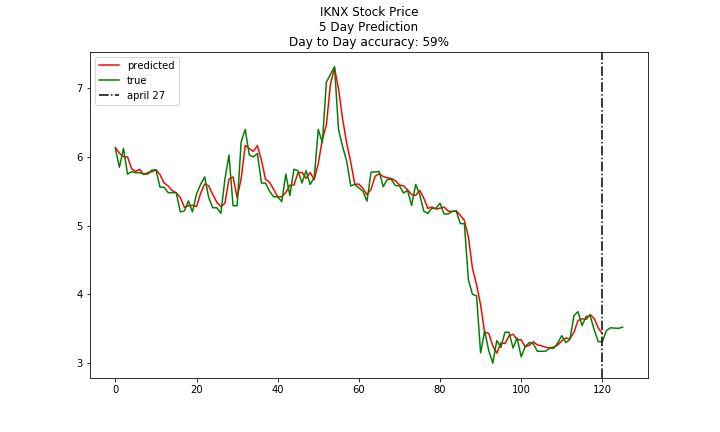 IKNX Stock Price
5 Day Prediction
Day to Day accuracy: 59%
predicted
true
april 27
7
6
5
4
3
0
20
40
60
80
100
120